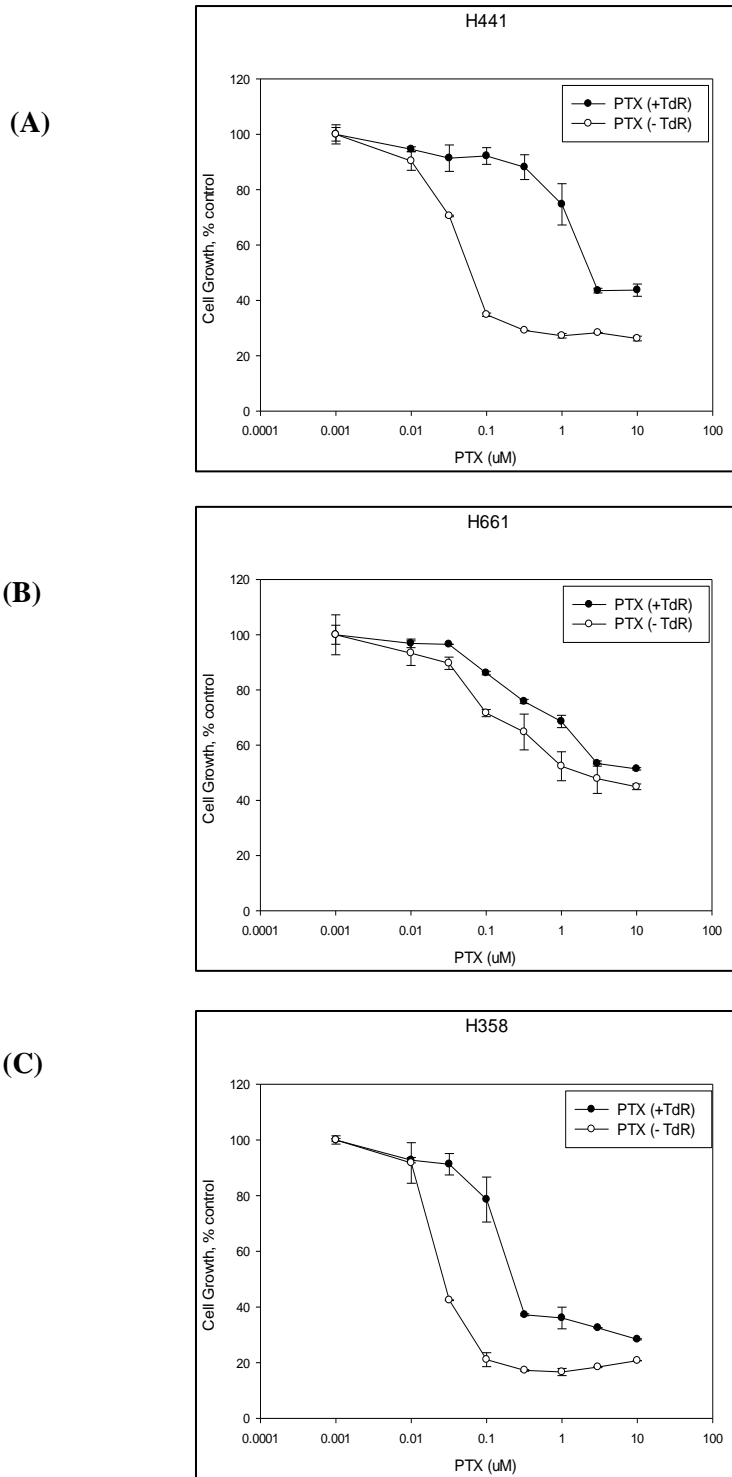 (A)
H441
PTX (+TdR)
PTX (- TdR)
Cell Growth, % control
120
100
80
60
40
20
0
0.0001 0.001 0.01 0.1 1 10 100
PTX (uM)
(B)
H661
PTX (+TdR)
PTX (- TdR)
Cell Growth, % control
120
100
80
60
40
20
0
0.0001 0.001 0.01 0.1 1 10 100
PTX (uM)
(C)
H358
PTX (+TdR)
PTX (- TdR)
Cell Growth, % control
120
100
80
60
40
20
0
0.0001 0.001 0.01 0.1 1 10 100
PTX (uM)